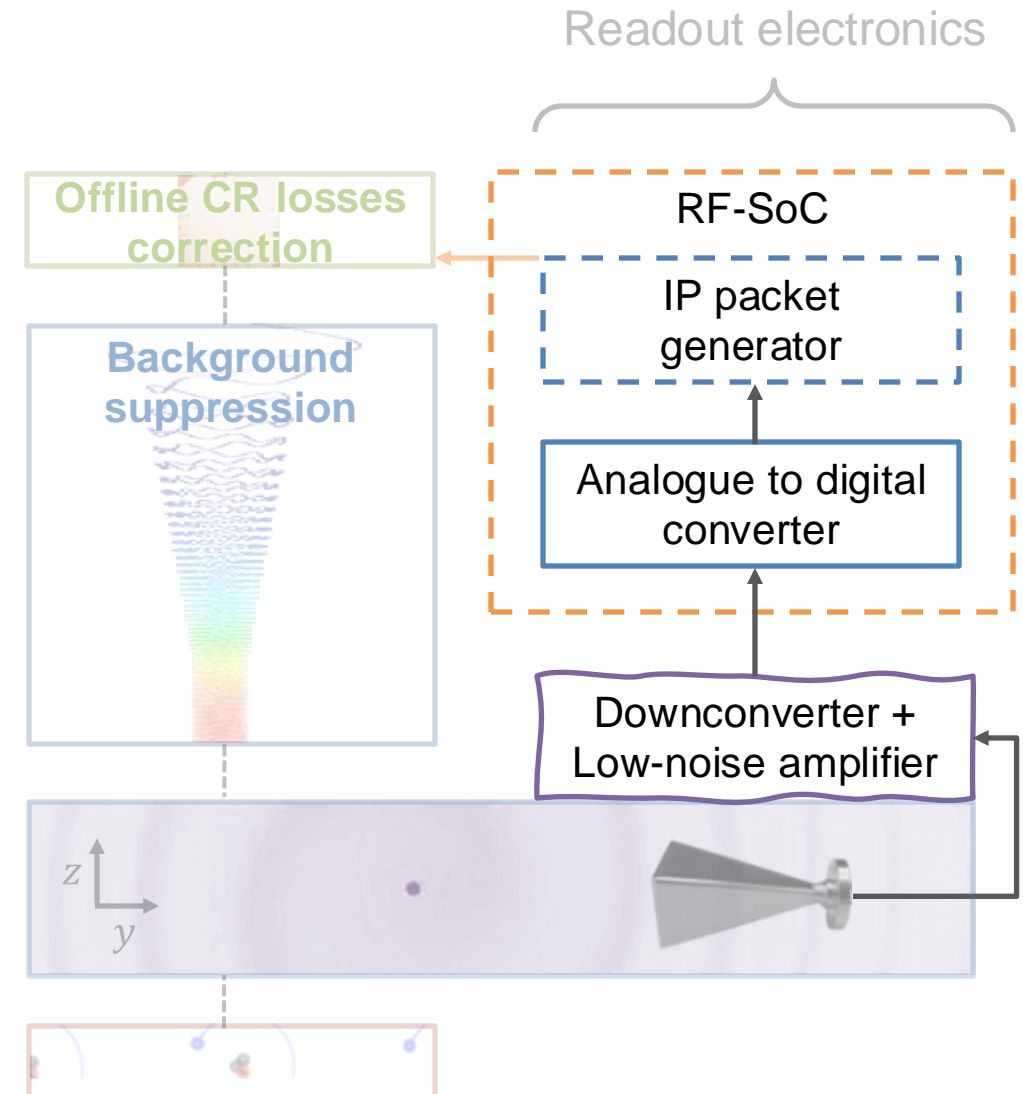 Readout electronics
Offline CR losses
correction
RF-SoC
IP packet
generator
Background
suppression
Analogue to digital
converter
Downconverter +
Low-noise amplifier
z
y